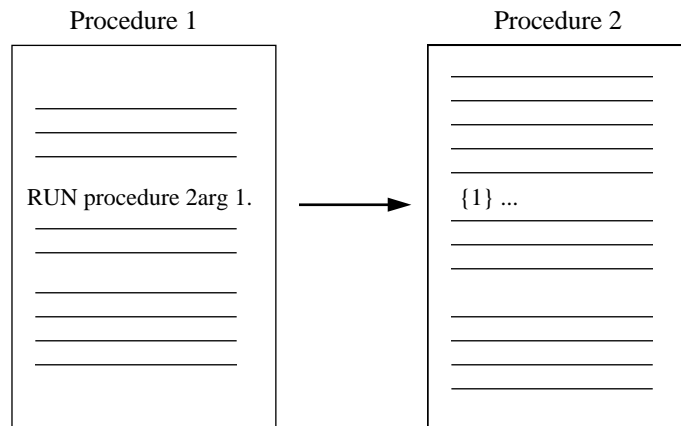 Procedure 1
Procedure 2
RUN procedure 2arg 1.
{1} ...